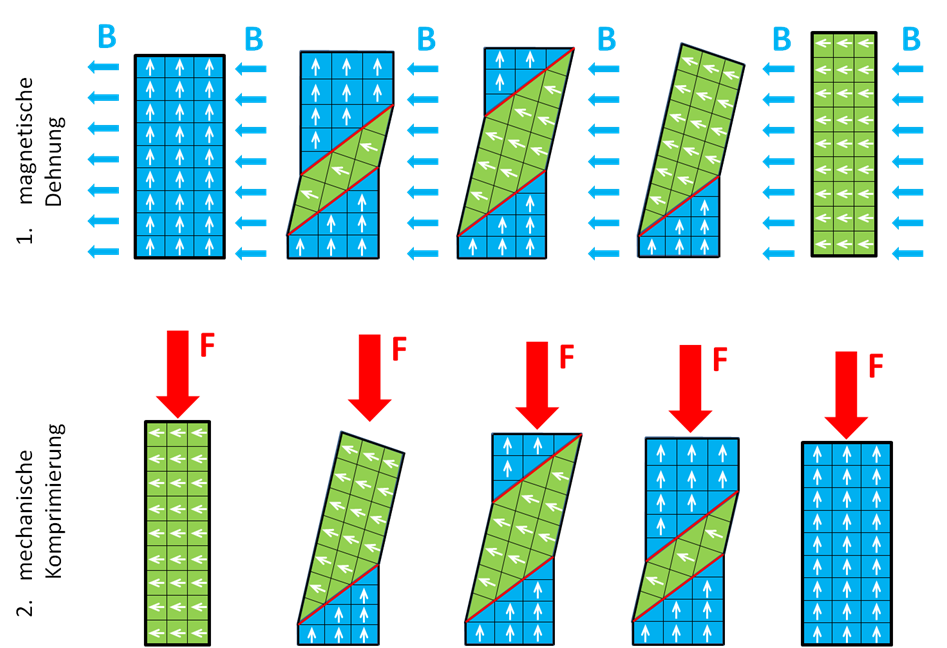 B B B B B B
1. magnetische
Dehnung
F F F F F
2. mechanische
Komprimierung